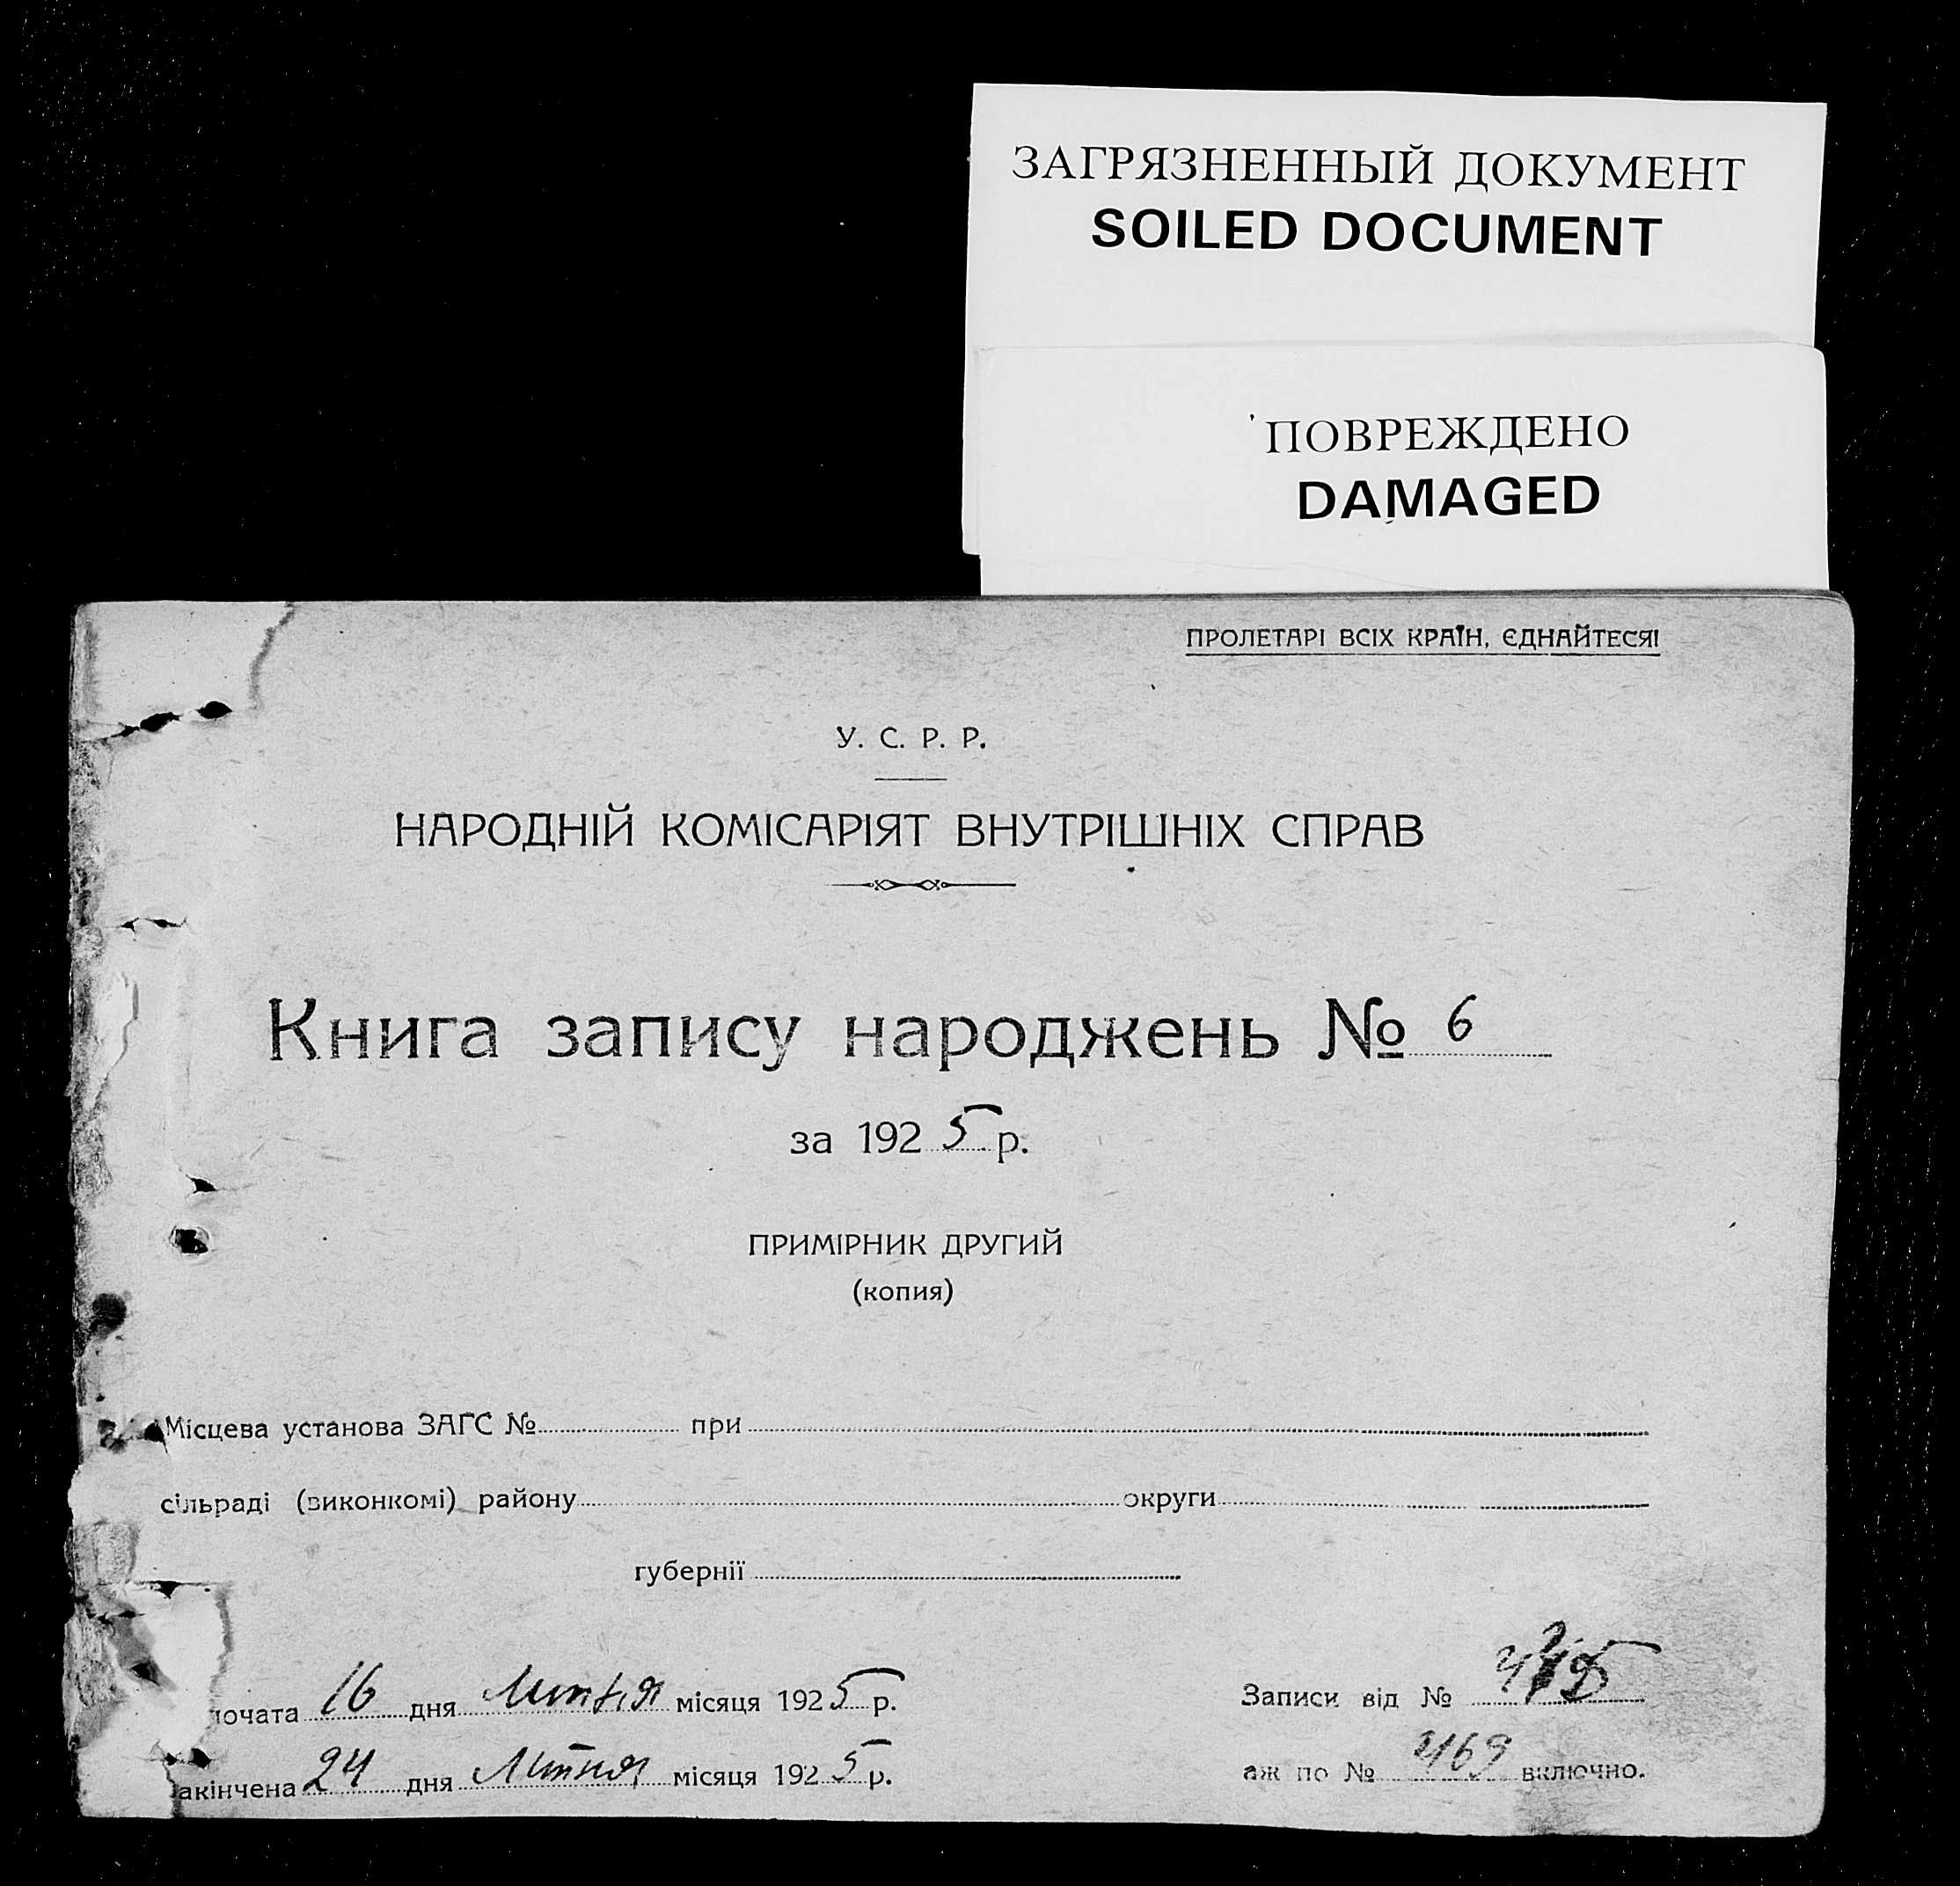 ЗАГРЯЗНЕННЫЙ ДОКУМЕНТ
SOILED DOCUMENT
ПОВРЕЖДЕНО
DAMAGED
ПРОЛЕТАРІ ВСІХ КРАЇН, ЄДНАЙТЕСЯ!
У. С. Р. Р.
НАРОДНІЙ КОМІСАРІЯТ ВНУТРІШНІХ СПРАВ
Книга запису народжень № 6
за 1925 р.
ПРИМІРНИК ДРУГИЙ
(копия)
Місцева установа ЗАГС № при
сільраді (виконкомі) району округи
губернії
почата 16 дня Липня місяця 1925 р.
Записи від №
акінчена 24 дня Липня місяця 1925 р.
аж по № 469 включно.